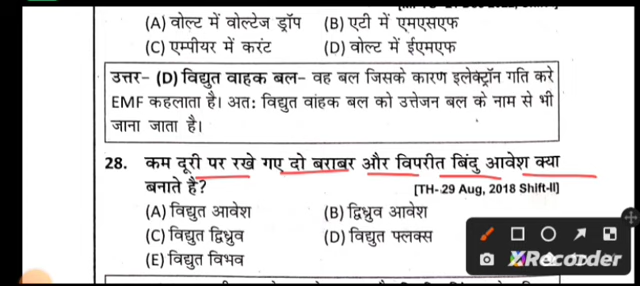 (A) वोल्ट में वोल्टेज ड्रॉप (B) एटी में एमएसएफ
(C) एम्पीयर में करंट (D) वोल्ट में ईएमएफ
उत्तर– (D) विद्युत वाहक बल– वह बल जिसके कारण इलेक्ट्रॉन गति करे
EMF कहलाता है। अत: विद्युत वांहक बल को उत्तेजन बल के नाम से भी
जाना जाता है।
28. कम दूरी पर रखे गए दो बराबर और विपरीत बिंदु आवेश क्या
बनाते है?
[TH- 29 Aug, 2018 Shift-II]
(A) विद्युत आवेश (B) द्विध्रुव आवेश
(C) विद्युत द्विध्रुव (D) विद्युत फ्लक्स
(E) विद्युत विभव
XRecorder